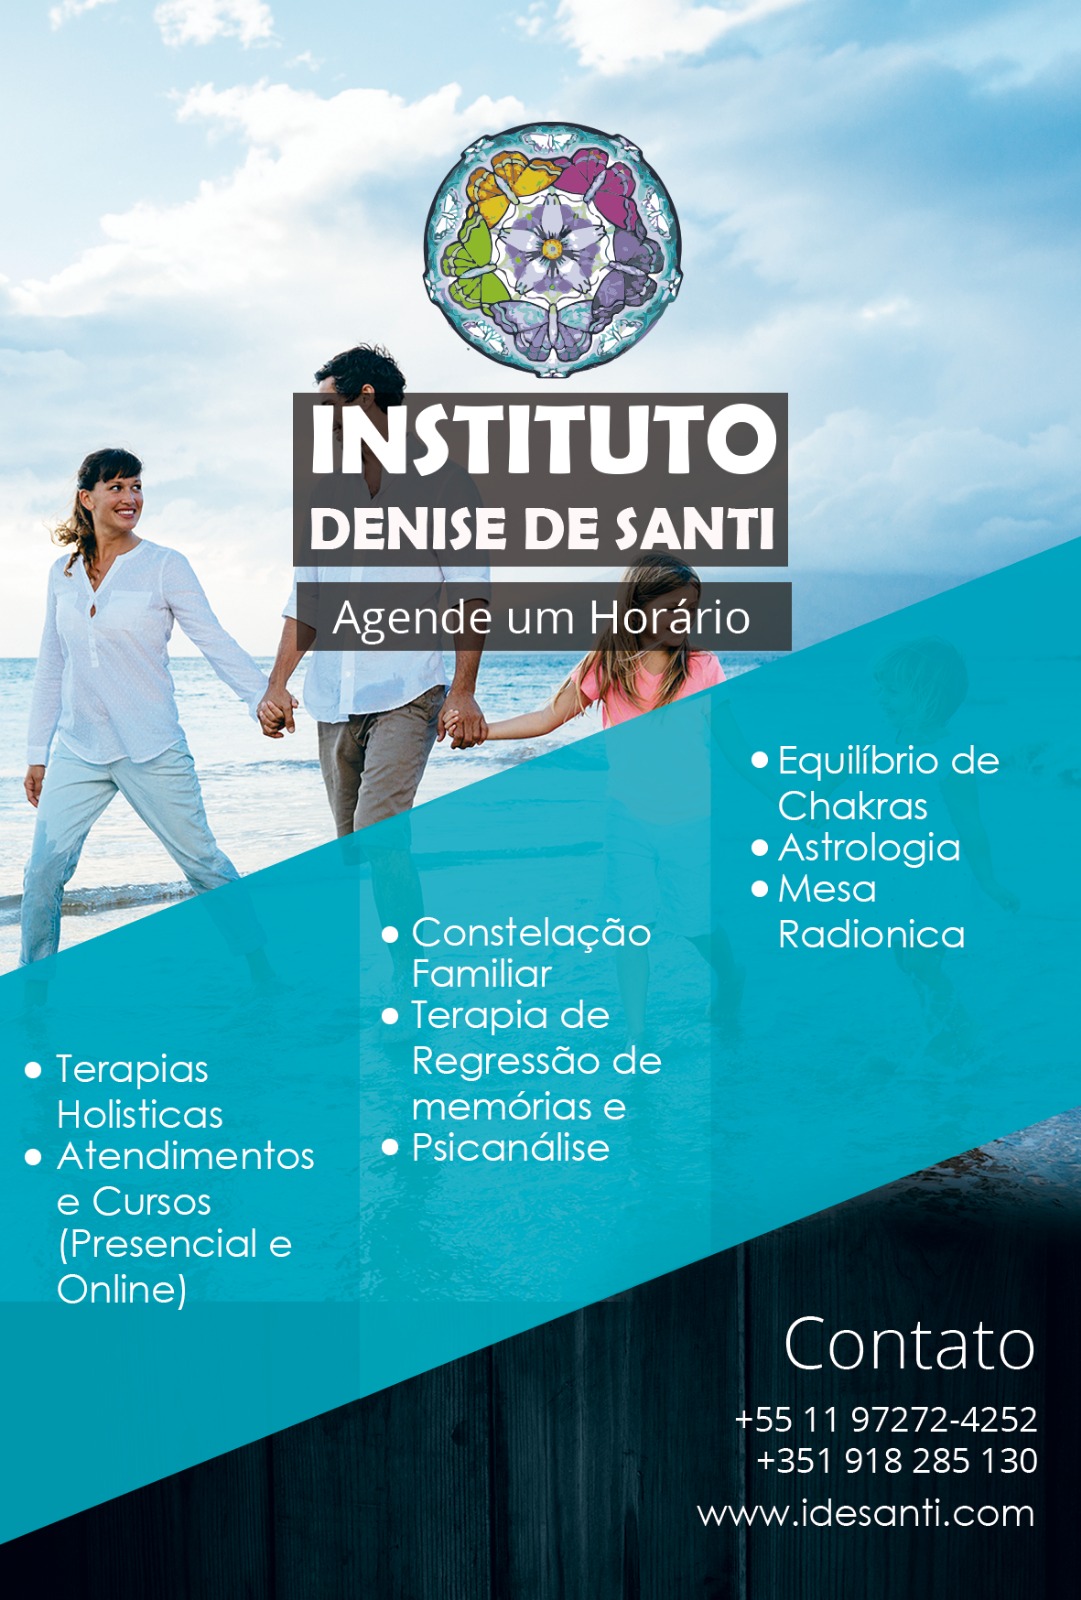 INSTITUTO
DENISE DE SANTI
Agende um Horário
• Terapias
Holisticas
• Atendimentos
e Cursos
(Presencial e
Online)
• Constelação
Familiar
• Terapia de
Regressão de
memórias e
• Psicanálise
• Equilíbrio de
Chakras
• Astrologia
• Mesa
Radionica
Contato
+55 11 97272-4252
+351 918 285 130
www.idesanti.com